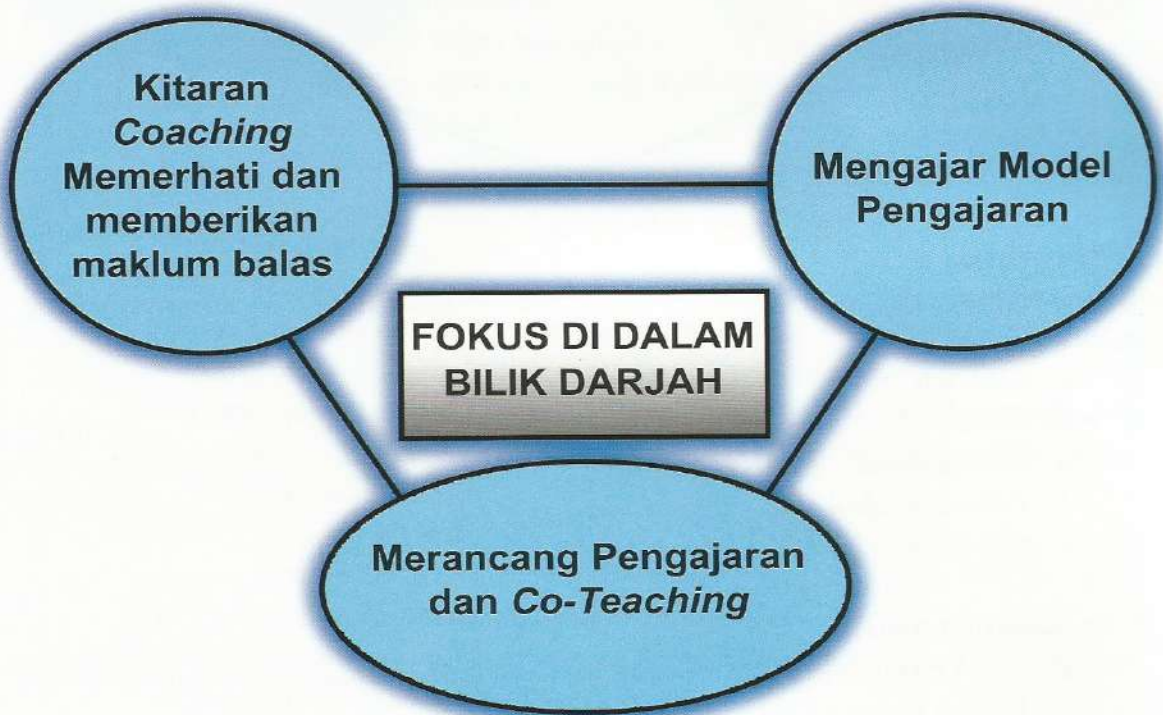 Kitaran
Coaching
Memerhati dan
memberikan
maklum balas
Mengajar Model
Pengajaran
FOKUS DI DALAM
BILIK DARJAH
Merancang Pengajaran
dan Co-Teaching